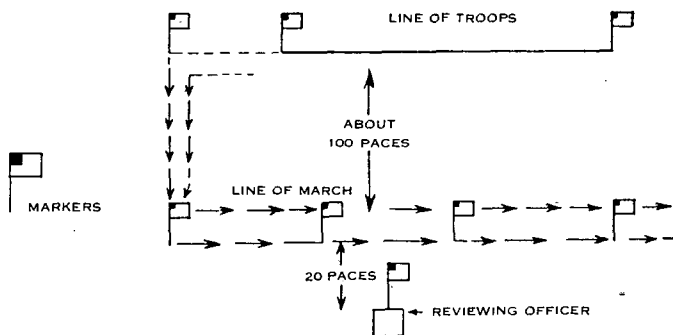 LINE OF TROOPS
ABOUT
100 PACES
MARKERS
LINE OF MARCH
20 PACES
REVIEWING OFFICER